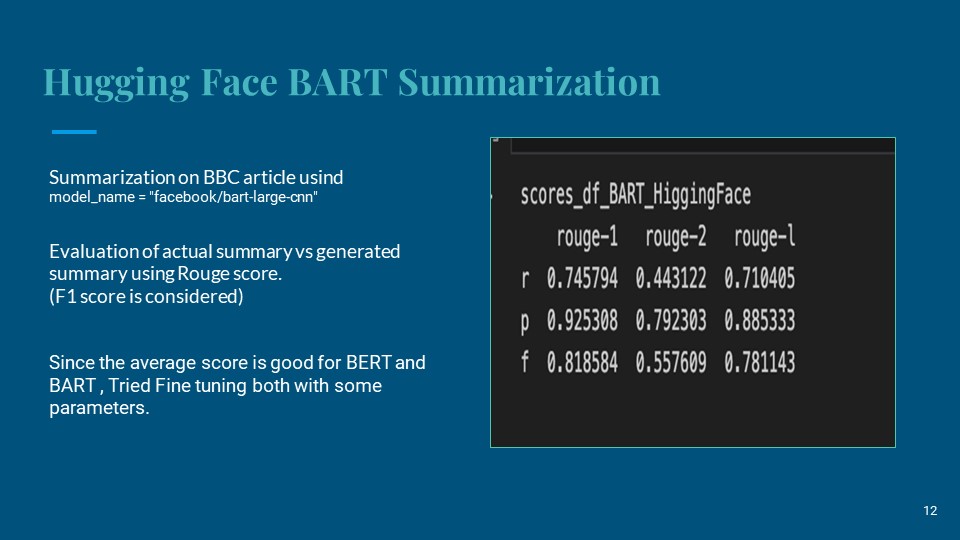 Hugging Face BART Summarization
Summarization on BBC article usind
model_name = "facebook/bart-large-cnn"
Evaluation of actual summary vs generated
summary using Rouge score.
(F1 score is considered)
Since the average score is good for BERT and
BART , Tried Fine tuning both with some
parameters.
scores_df_BART_HiggingFace
rouge-1 rouge-2 rouge-l
r 0.745794 0.443122 0.710405
p 0.925308 0.792303 0.885333
f 0.818584 0.557609 0.781143
12